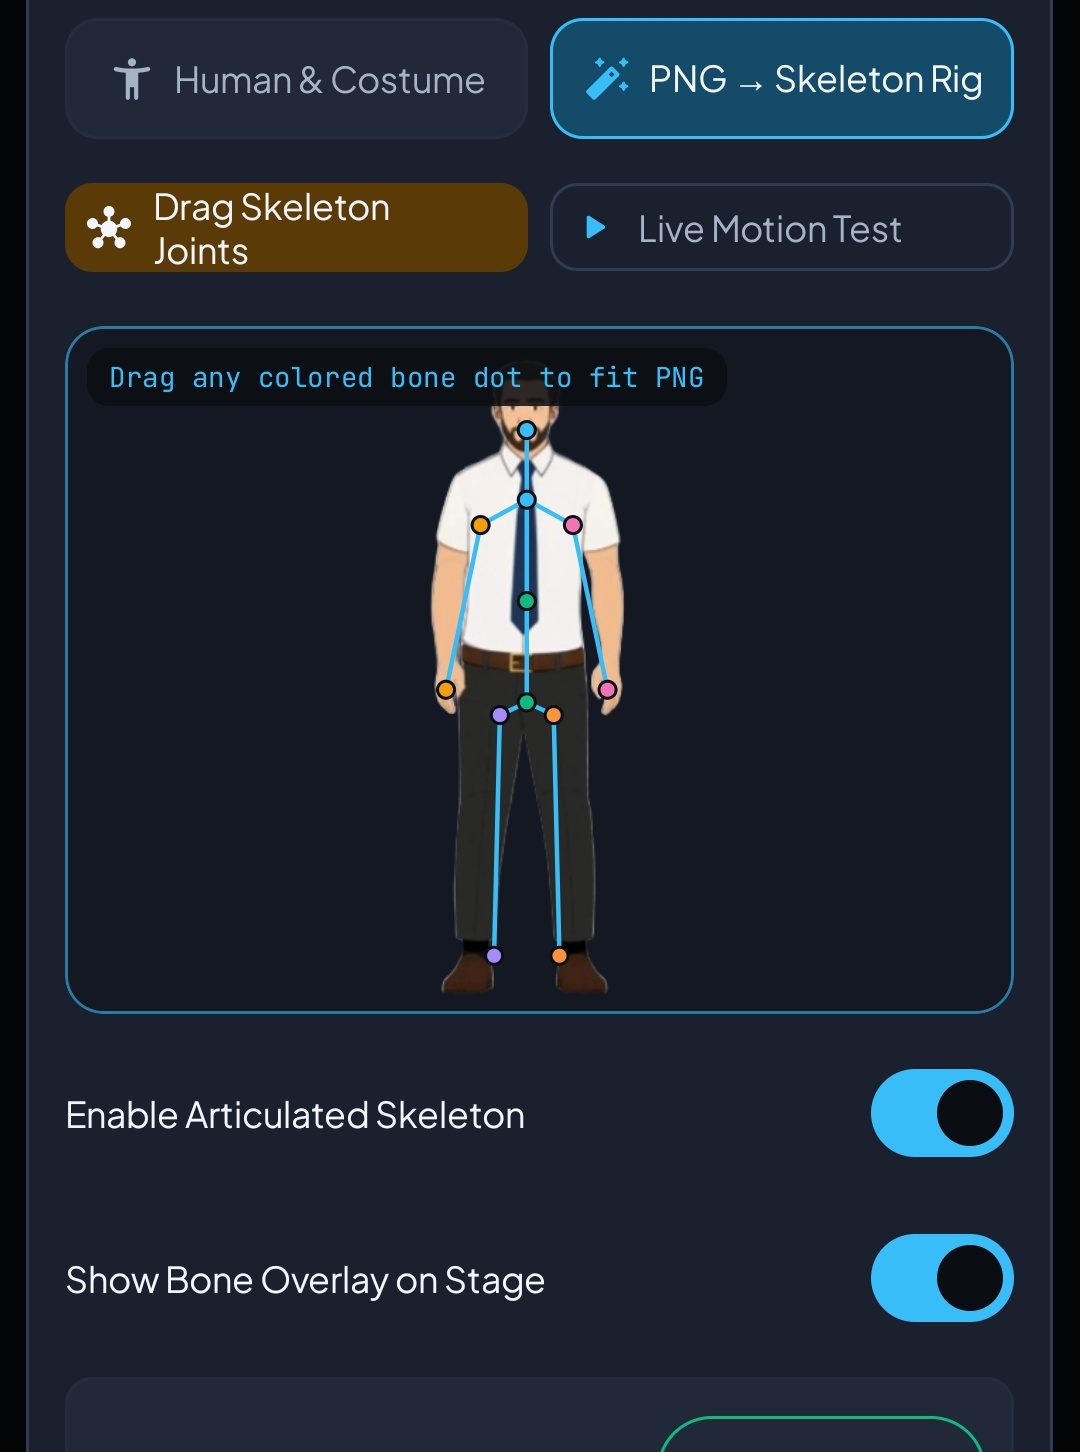 Human & Costume
PNG → Skeleton Rig
Drag Skeleton
Joints
Live Motion Test
Drag any colored bone dot to fit PNG
Enable Articulated Skeleton
Show Bone Overlay on Stage